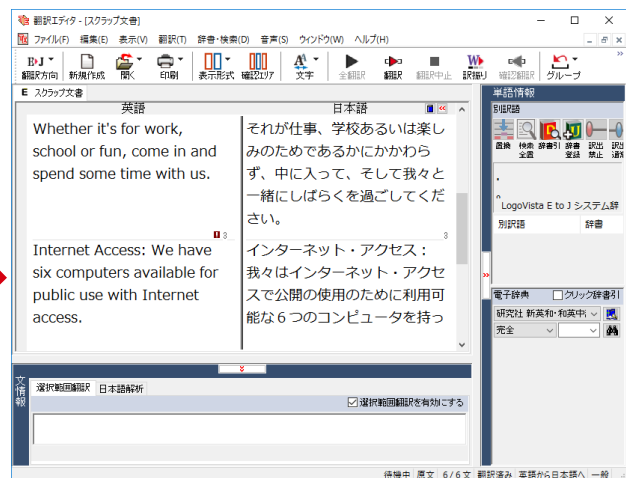 翻訳エディタ - [スクラップ文書]
ファイル(F) 編集(E) 表示(V) 翻訳(T) 辞書・検索(D) 音声(S) ウインドウ(W) ヘルプ(H)
E›J
翻訳方向 新規作成 開く 印刷 表示形式 確認エリア 文字 全翻訳 翻訳 翻訳中止 訳振り 確認翻訳 グループ
E スクラップ文書
英語 日本語
Whether it's for work,
school or fun, come in and
spend some time with us.
3
それが仕事、学校あるいは楽し
みのためであるかにかかわら
ず、中に入って、そして我々と
一緒にしばらくを過ごしてくだ
さい。
3
Internet Access: We have
six computers available for
public use with Internet
access.
インターネット・アクセス：
我々はインターネット・アクセ
スで公開の使用のために利用可
能な６つのコンピュータを持っ
単語情報
別訳語
置換 検索 辞書引 辞書 訳出 訳出
全置 登録 禁止
LogoVista E to J システム辞
別訳語 辞書
電子辞典 クリック辞書引
研究社 新英和・和英中
完全
文情報
選択範囲翻訳 日本語解析
選択範囲翻訳を有効にする
待機中 原文 6/6文 翻訳済み 英語から日本語へ 一般